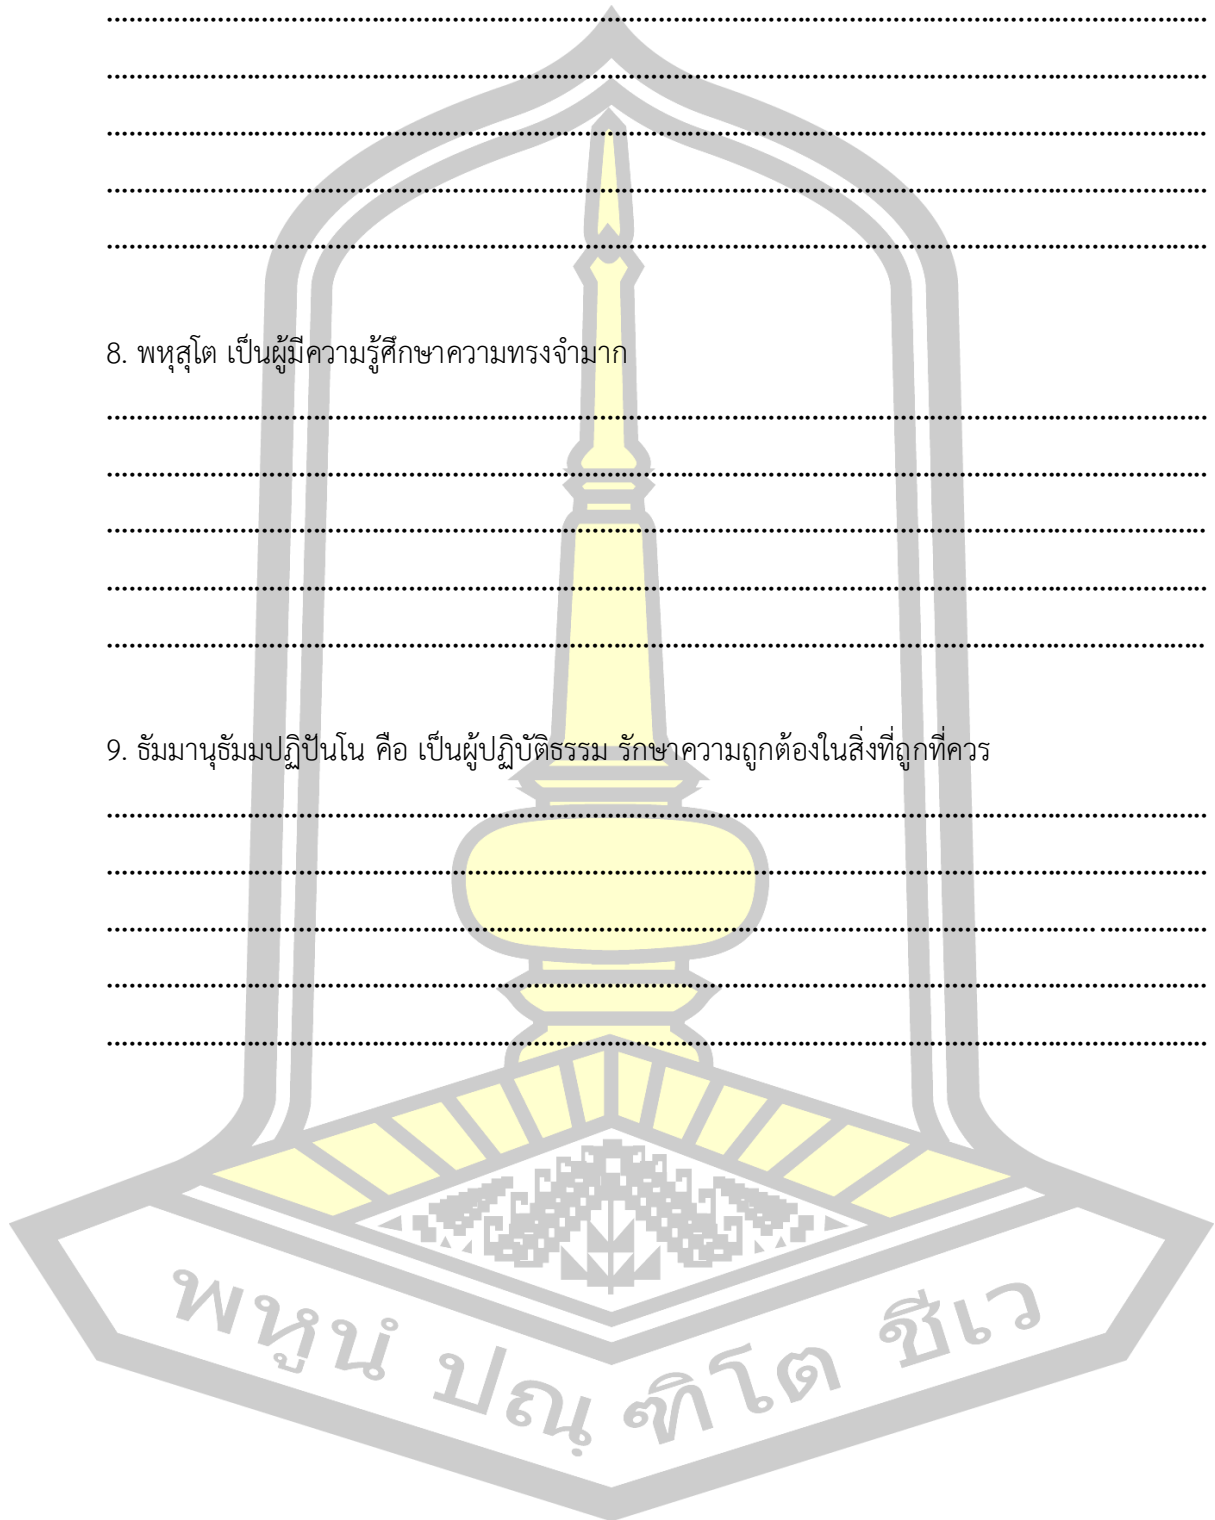 8. พหุสุโต เป็นผู้มีความรู้ศึกษาความทรงจำมาก
9. ธัมมานุธัมมปฏิปันโน คือ เป็นผู้ปฏิบัติธรรม รักษาความถูกต้องในสิ่งที่ถูกที่ควร
พหูนํ ปณฺฑิโต ชีเว